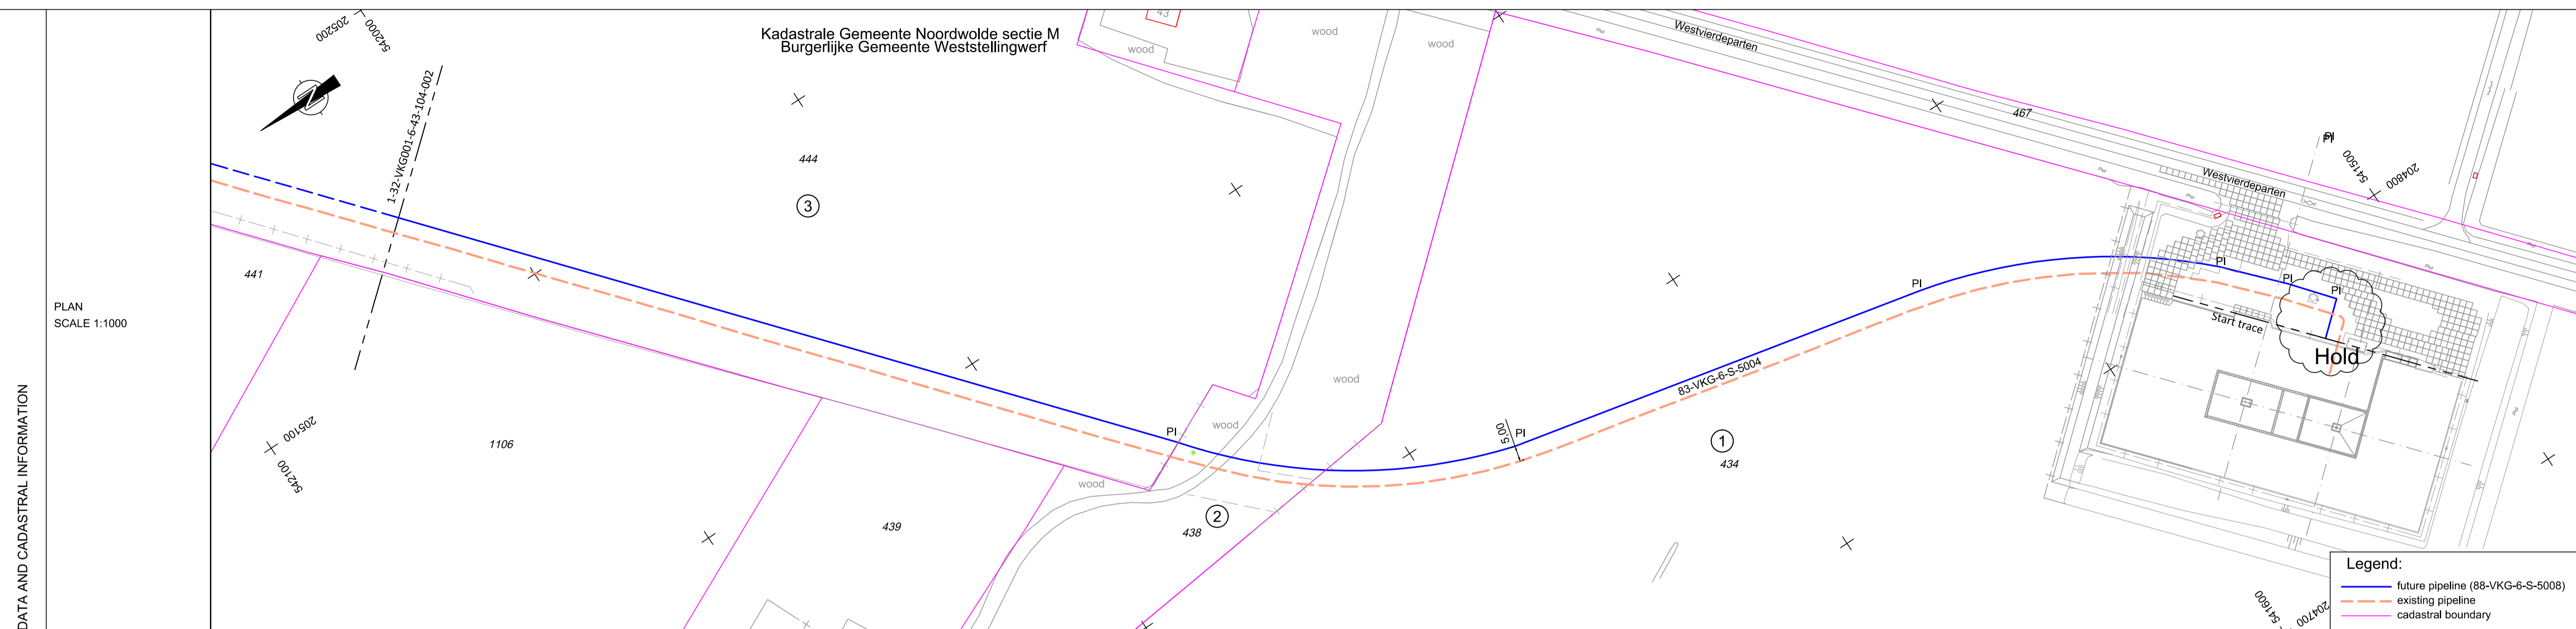 DATA AND CADASTRAL INFORMATION
PLAN
SCALE 1:1000
205200
542000
N
1-32-VKG001-6-43-104-002
Kadastrale Gemeente Noordwolde sectie M
Burgerlijke Gemeente Weststellingwerf
43
wood
wood
wood
Westvierdeparten
467
PI
PI
541500
204800
Westvierdeparten
444
3
441
PI
PI
PI
PI
Start trace
Hold
83-VKG-6-S-5004
wood
205100
542100
1106
PI
wood
5.00
PI
1
434
wood
439
2
438
541600
204700
Legend:
future pipeline (88-VKG-6-S-5008)
existing pipeline
cadastral boundary